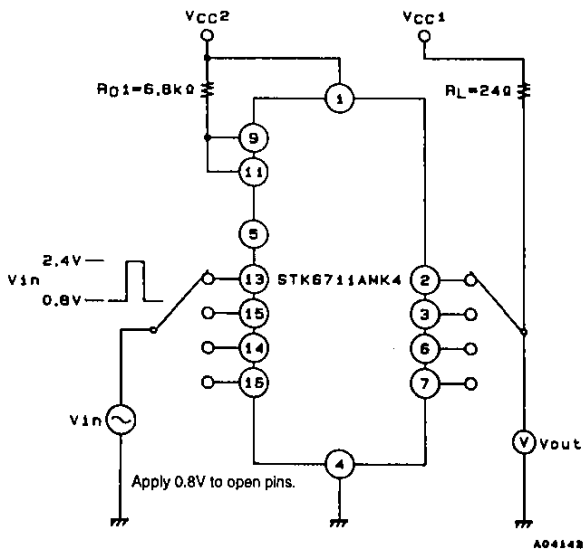 VCC2
VCC1
RO1=6,8kΩ
RL=24Ω
1
9
11
5
2,4V
Vin
0,8V
13
STK6711AMK4
2
15
3
14
6
16
7
Vin
V
Vout
4
Apply 0.8V to open pins.
A04142